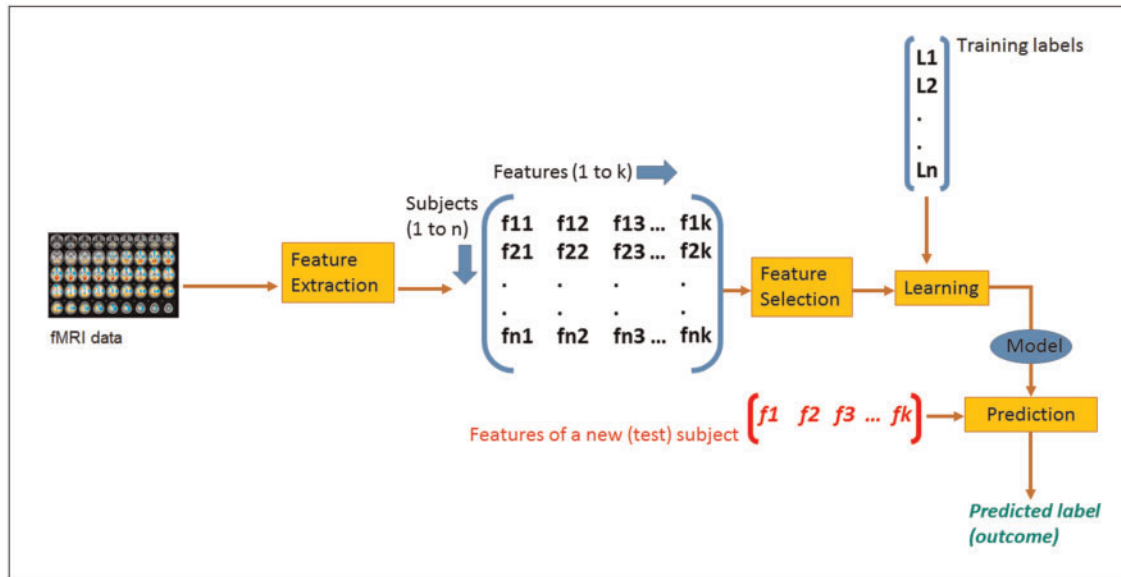 Training labels
L1
L2
.
.
Ln
Features (1 to k)
Subjects
(1 to n)
f11 f12 f13 ... f1k
f21 f22 f23 ... f2k
. . . .
. . . .
fn1 fn2 fn3 ... fnk
fMRI data
Feature
Extraction
Feature
Selection
Learning
Model
Features of a new (test) subject
f1 f2 f3 ... fk
Prediction
Predicted label
(outcome)